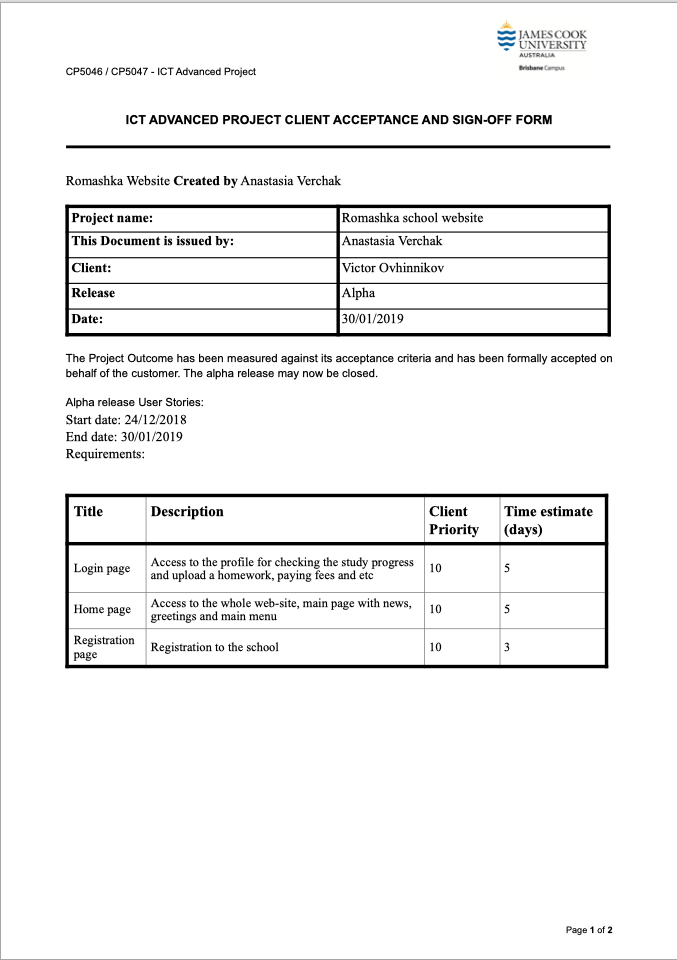 JAMES COOK
UNIVERSITY
AUSTRALIA
Brisbane Campus
CP5046 / CP5047 - ICT Advanced Project
ICT ADVANCED PROJECT CLIENT ACCEPTANCE AND SIGN-OFF FORM
Romashka Website Created by Anastasia Verchak
Project name: Romashka school website
This Document is issued by: Anastasia Verchak
Client: Victor Ovhinnikov
Release Alpha
Date: 30/01/2019
The Project Outcome has been measured against its acceptance criteria and has been formally accepted on
behalf of the customer. The alpha release may now be closed.
Alpha release User Stories:
Start date: 24/12/2018
End date: 30/01/2019
Requirements:
Title Description Client Time estimate
Priority (days)
Login page Access to the profile for checking the study progress 10 5
and upload a homework, paying fees and etc
Home page Access to the whole web-site, main page with news, 10 5
greetings and main menu
Registration Registration to the school 10 3
page
Page 1 of 2